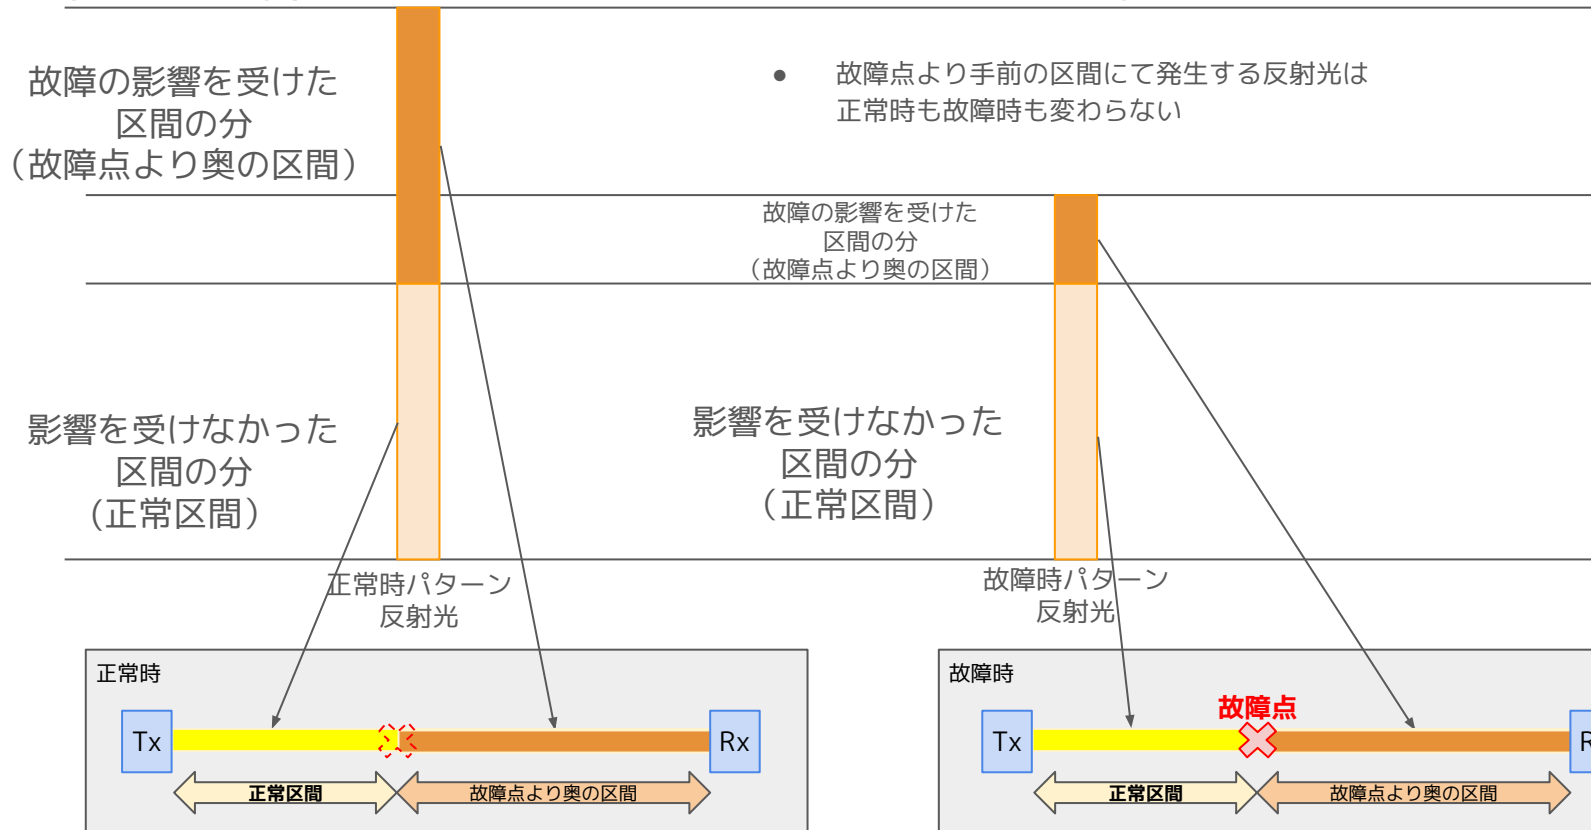 故障の影響を受けた
区間の分
（故障点より奥の区間）
● 故障点より手前の区間にて発生する反射光は
正常時も故障時も変わらない
故障の影響を受けた
区間の分
（故障点より奥の区間）
影響を受けなかった
区間の分
(正常区間）
影響を受けなかった
区間の分
（正常区間）
正常時パターン
反射光
故障時パターン
反射光
正常時
Tx
Rx
正常区間
故障点より奥の区間
故障時
故障点
Tx
正常区間
故障点より奥の区間